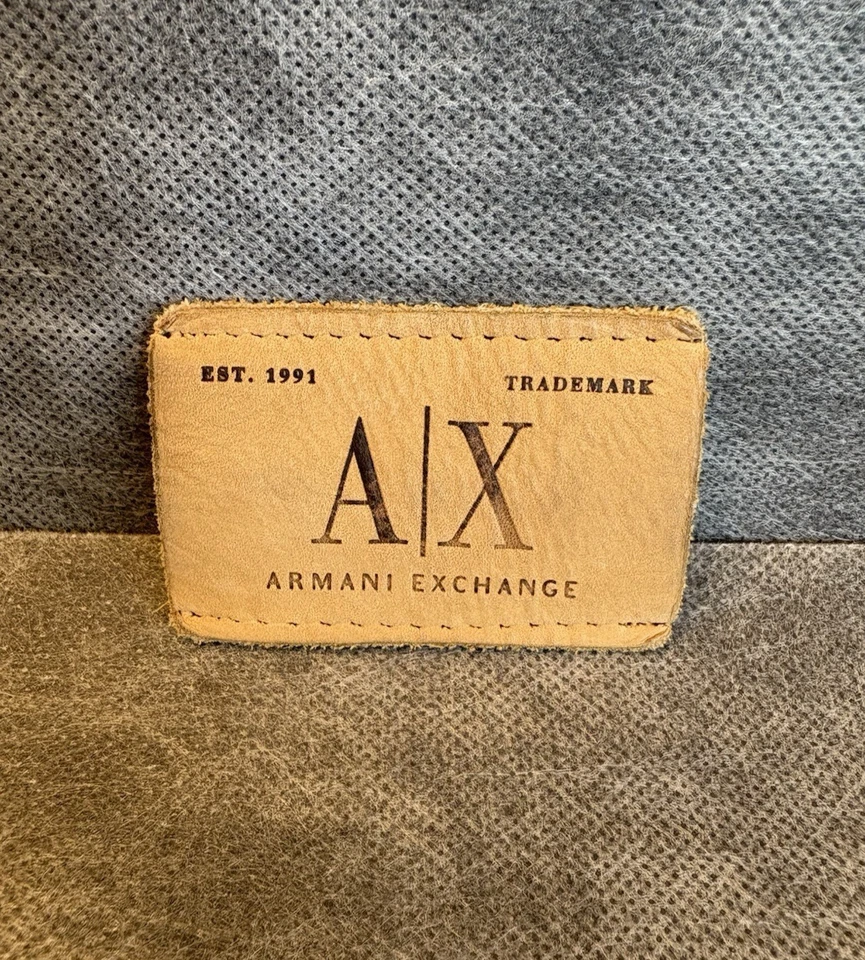 EST. 1991 TRADEMARK
A|X
ARMANI EXCHANGE